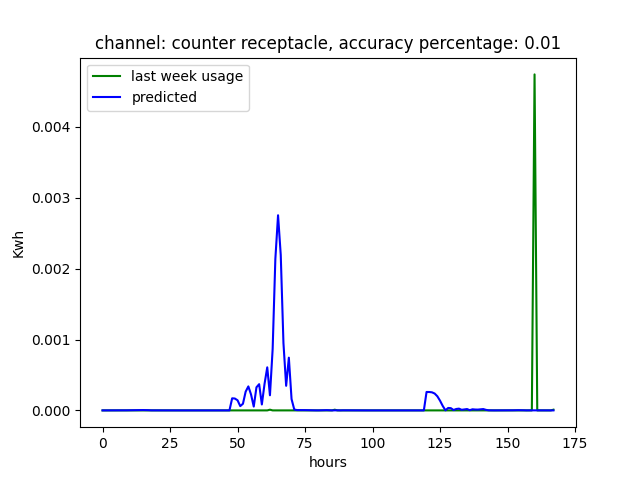 channel: counter receptacle, accuracy percentage: 0.01
last week usage
predicted
0.004
0.003
0.002
0.001
0.000
Kwh
0 25 50 75 100 125 150 175
hours